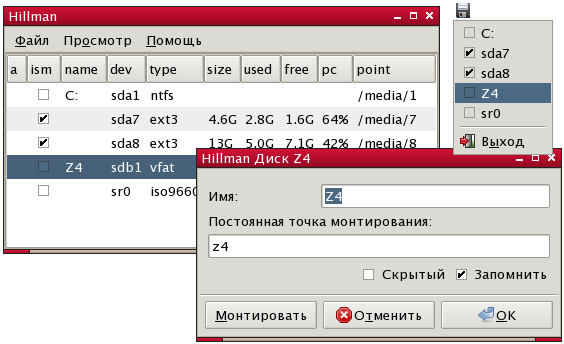 Hillman
Файл Просмотр Помощь
a ism name dev type size used free pc point
C: sda1 ntfs /media/1
sda7 ext3 4.6G 2.8G 1.6G 64% /media/7
sda8 ext3 13G 5.0G 7.1G 42% /media/8
Z4 sdb1 vfat
sr0 iso9660
C:
sda7
sda8
Z4
sr0
Выход
Hillman Диск Z4
Имя: Z4
Постоянная точка монтирования:
z4
Скрытый Запомнить
Монтировать Отменить OK